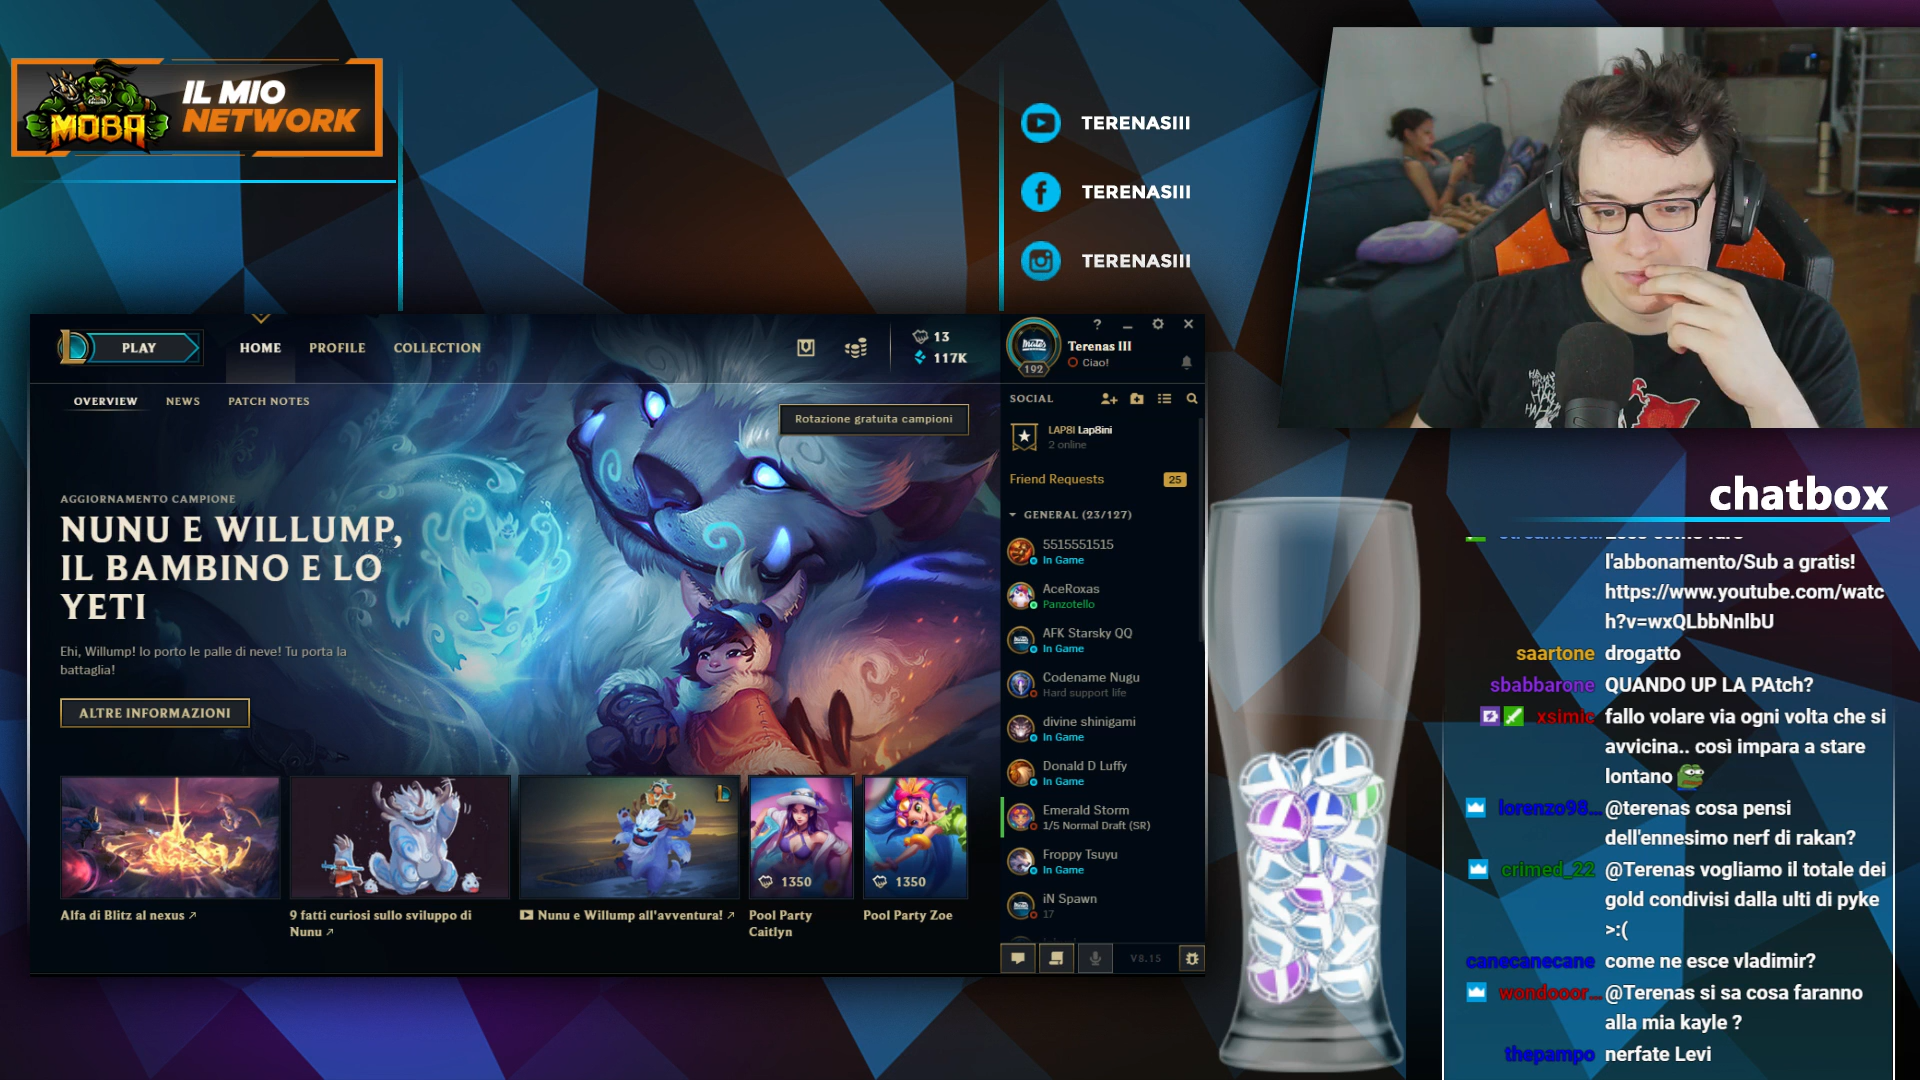 MOBA
IL MIO
NETWORK
TERENASIII
TERENASIII
TERENASIII
PLAY
HOME
PROFILE
COLLECTION
13
117K
OVERVIEW
NEWS
PATCH NOTES
Rotazione gratuita campioni
AGGIORNAMENTO CAMPIONE
NUNU E WILLUMP,
IL BAMBINO E LO
YETI
Ehi, Willump! Io porto le palle di neve! Tu porta la
battaglia!
ALTRE INFORMAZIONI
Alfa di Blitz al nexus
9 fatti curiosi sullo sviluppo di
Nunu
Nunu e Willump all'avventura!
1350
Pool Party
Caitlyn
1350
Pool Party Zoe
192
Terenas III
Ciao!
SOCIAL
LAP8I Lap8ini
2 online
Friend Requests
25
GENERAL (23/127)
5515551515
In Game
AceRoxas
Panzotello
AFK Starsky QQ
In Game
Codename Nugu
Hard support life
divine shinigami
In Game
Donald D Luffy
In Game
Emerald Storm
1/5 Normal Draft (SR)
Froppy Tsuyu
In Game
iN Spawn
17
V8.15
chatbox
l'abbonamento/Sub a gratis!
https://www.youtube.com/watc
h?v=wxQLbbNnlbU
saartone drogatto
sbabbarone QUANDO UP LA PAtch?
xsimic fallo volare via ogni volta che si
avvicina.. così impara a stare
lontano
lorenzo98... @terenas cosa pensi
dell'ennesimo nerf di rakan?
crimed_22 @Terenas vogliamo il totale dei
gold condivisi dalla ulti di pyke
>:(
canecanecane come ne esce vladimir?
wondooor... @Terenas si sa cosa faranno
alla mia kayle ?
thepampo nerfate Levi